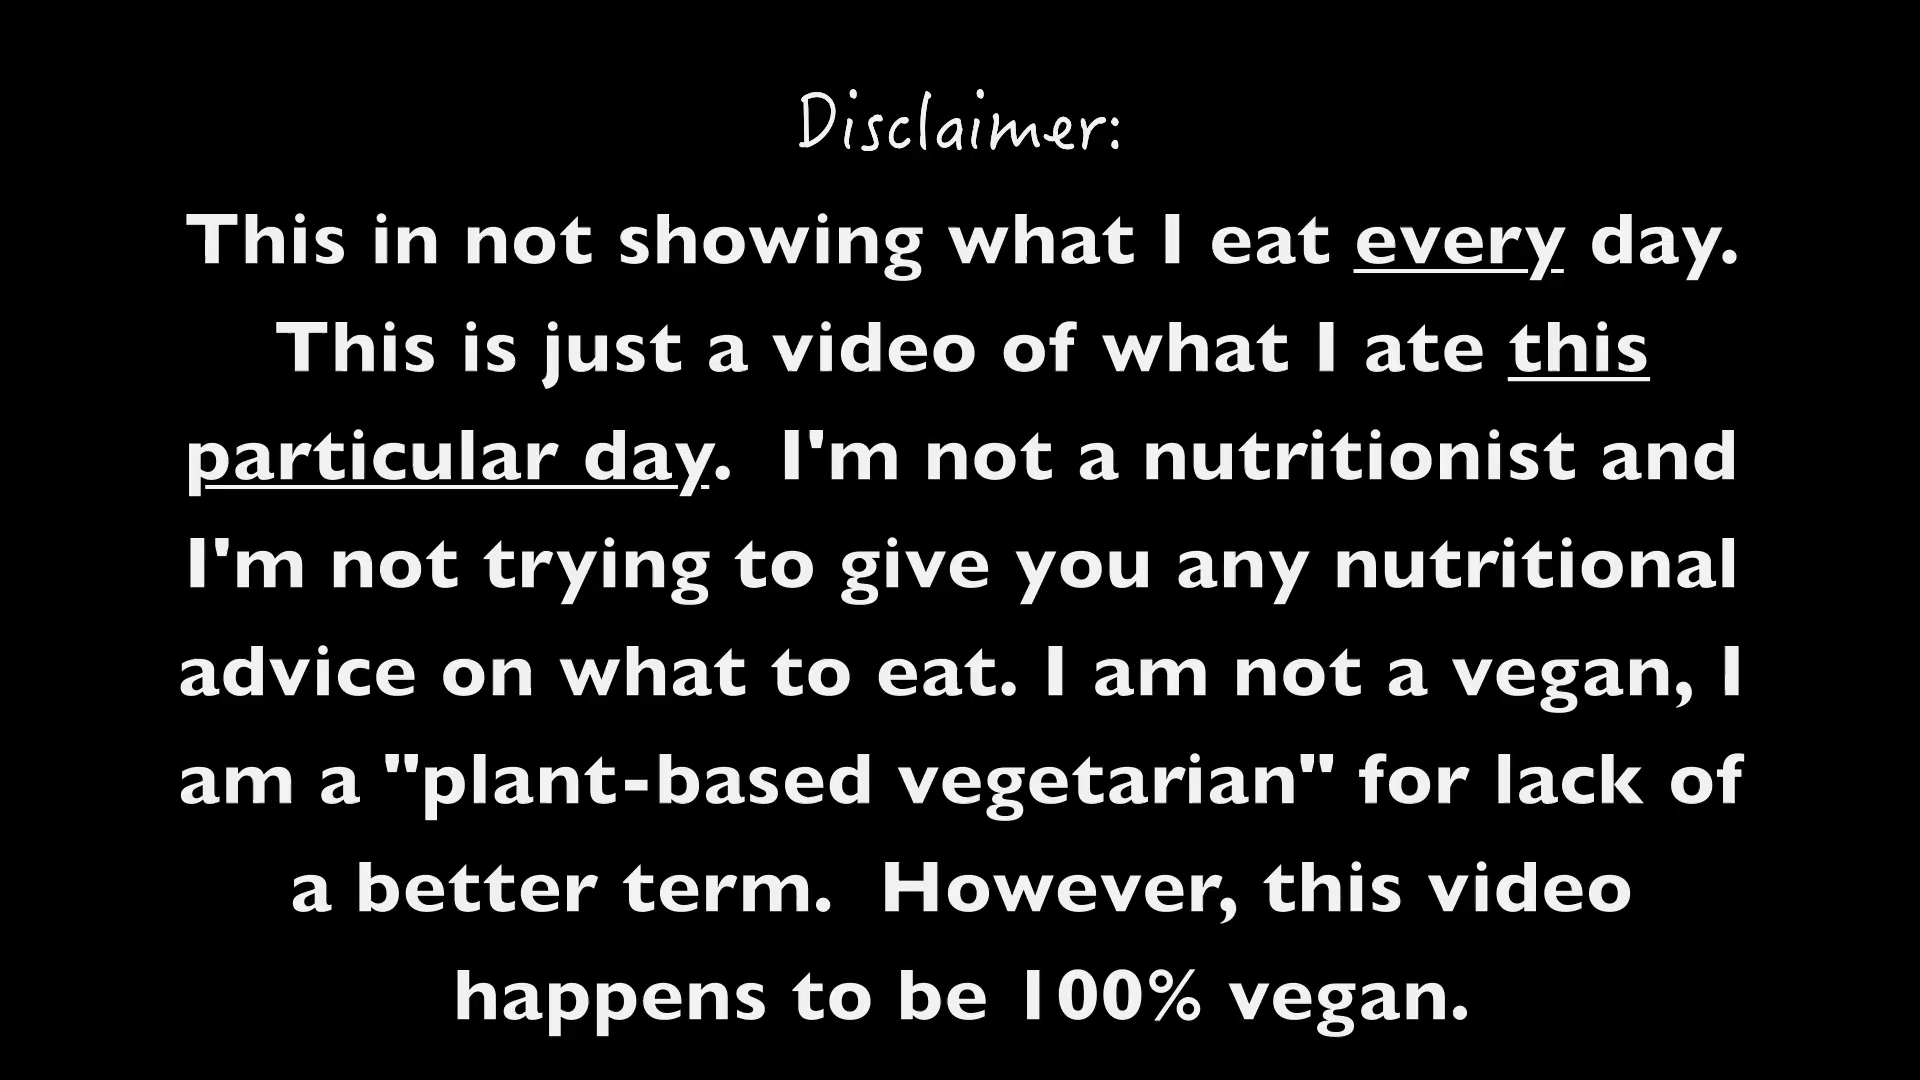 Disclaimer:
This in not showing what I eat every day.
This is just a video of what I ate this
particular day.  I'm not a nutritionist and
I'm not trying to give you any nutritional
advice on what to eat. I am not a vegan, I
am a "plant-based vegetarian" for lack of
a better term.  However, this video
happens to be 100% vegan.